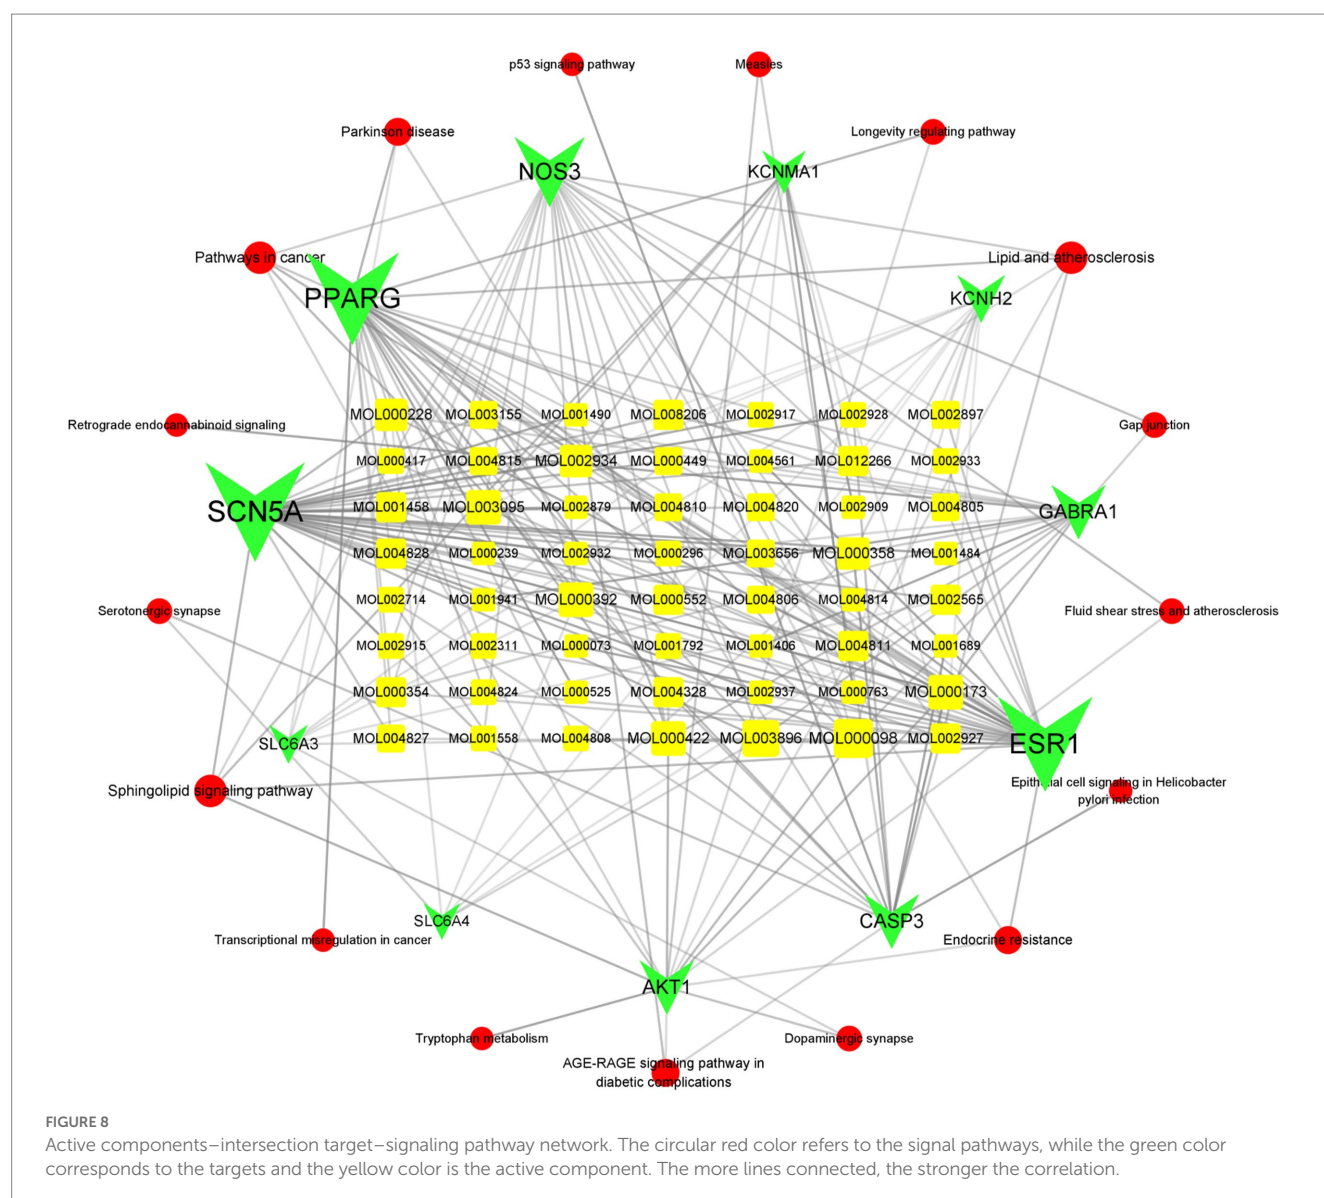 p53 signaling pathway
Measles
Parkinson disease
Longevity regulating pathway
NOS3
KCNMA1
Pathways in cancer
Lipid and atherosclerosis
PPARG
KCNH2
MOL000228 MOL003155 MOL001490 MOL008206 MOL002917 MOL002928 MOL002897
Retrograde endocannabinoid signaling
Gap junction
MOL000417 MOL004815 MOL002934 MOL000449 MOL004561 MOL012266 MOL002933
SCN5A
MOL001458 MOL003095 MOL002879 MOL004810 MOL004820 MOL002909 MOL004805
GABRA1
MOL004828 MOL000239 MOL002932 MOL000296 MOL003656 MOL000358 MOL001484
MOL002714 MOL001941 MOL000392 MOL000552 MOL004806 MOL004814 MOL002565
Serotonergic synapse
Fluid shear stress and atherosclerosis
MOL002915 MOL002311 MOL000073 MOL001792 MOL001406 MOL004811 MOL001689
MOL000354 MOL004824 MOL000525 MOL004328 MOL002937 MOL000763 MOL000173
MOL004827 MOL001558 MOL004808 MOL000422 MOL003896 MOL000098 MOL002927
SLC6A3
ESR1
Sphingolipid signaling pathway
Epithelial cell signaling in Helicobacter
pylori infection
SLC6A4
CASP3
Transcriptional misregulation in cancer
Endocrine resistance
AKT1
Tryptophan metabolism
Dopaminergic synapse
AGE-RAGE signaling pathway in
diabetic complications
FIGURE 8
Active components–intersection target–signaling pathway network. The circular red color refers to the signal pathways, while the green color
corresponds to the targets and the yellow color is the active component. The more lines connected, the stronger the correlation.